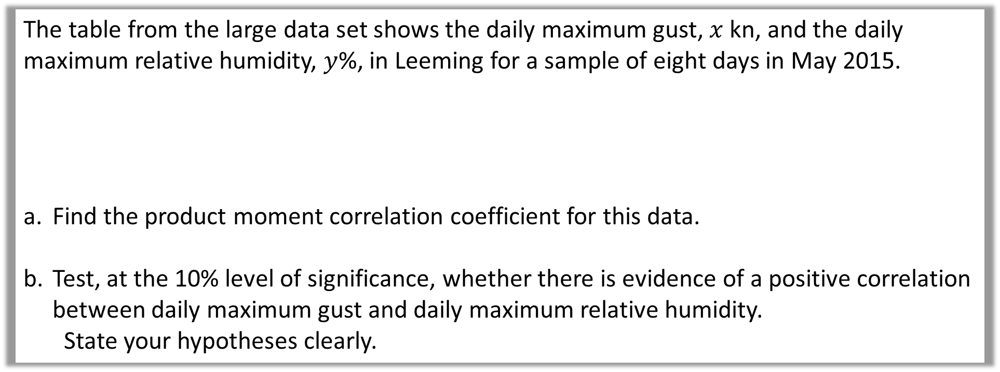 The table from the large data set shows the daily maximum gust, x kn, and the daily
maximum relative humidity, y%, in Leeming for a sample of eight days in May 2015.
a. Find the product moment correlation coefficient for this data.
b. Test, at the 10% level of significance, whether there is evidence of a positive correlation
between daily maximum gust and daily maximum relative humidity.
State your hypotheses clearly.